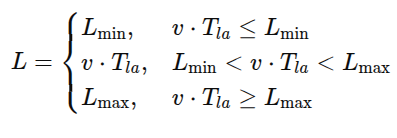 L = { L_min, v · T_la ≤ L_min
v · T_la, L_min < v · T_la < L_max
L_max, v · T_la ≥ L_max